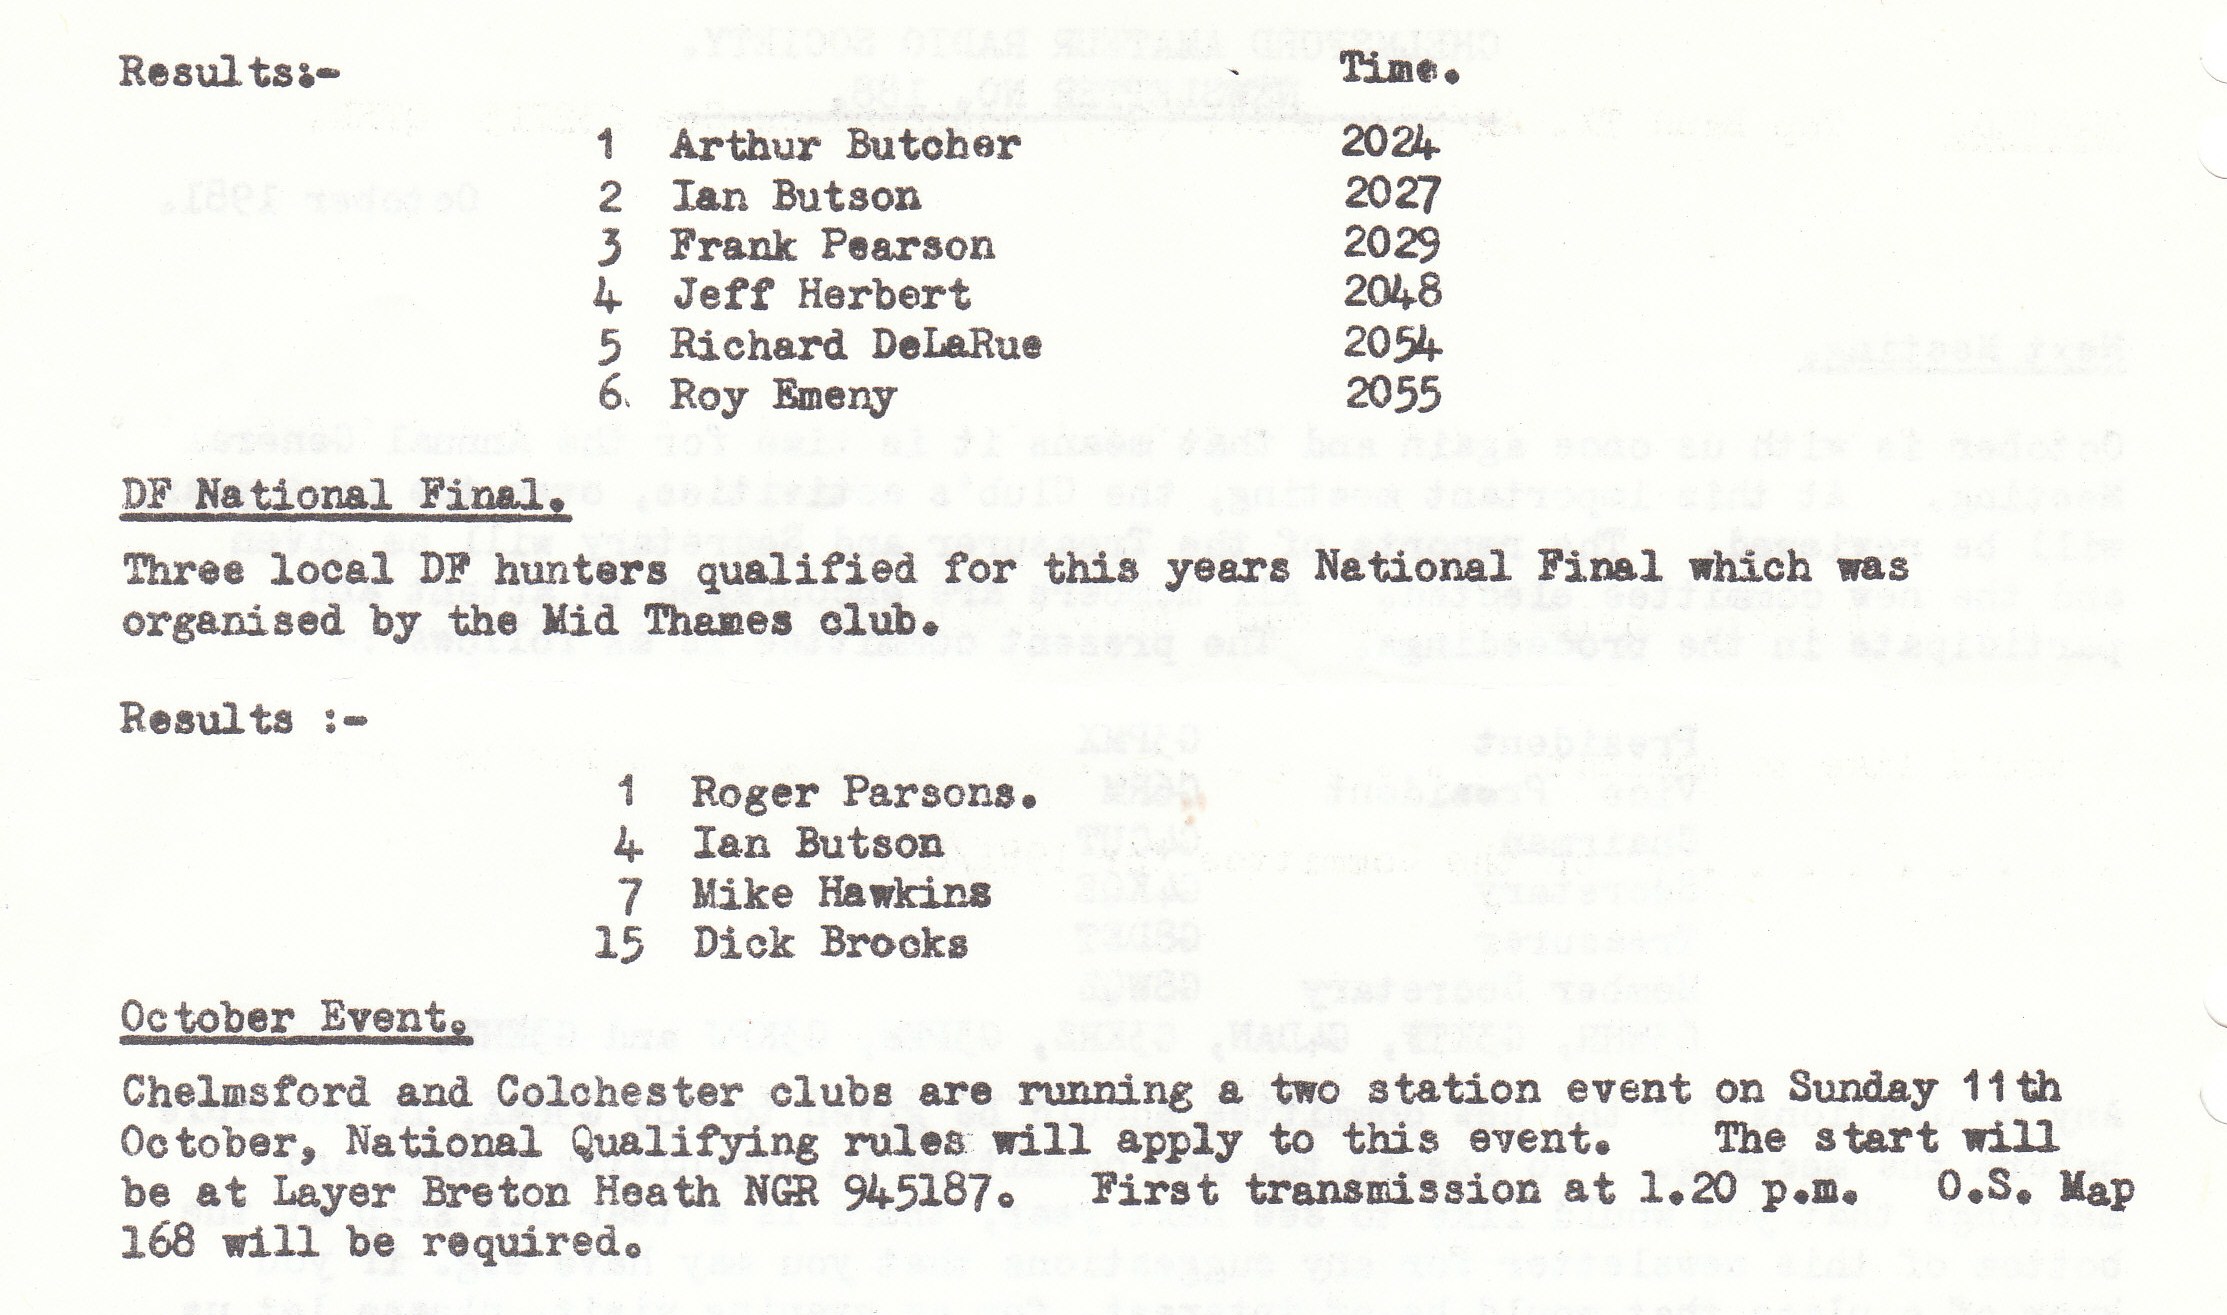 Results:- Time.
1 Arthur Butcher 2024
2 Ian Butson 2027
3 Frank Pearson 2029
4 Jeff Herbert 2048
5 Richard DeLaRue 2054
6. Roy Emeny 2055
DF National Final.
Three local DF hunters qualified for this years National Final which was
organised by the Mid Thames club.
Results :-
1 Roger Parsons.
4 Ian Butson
7 Mike Hawkins
15 Dick Brocks
October Event.
Chelmsford and Colchester clubs are running a two station event on Sunday 11th
October, National Qualifying rules will apply to this event. The start will
be at Layer Breton Heath NGR 945187. First transmission at 1.20 p.m. O.S. Map
168 will be required.